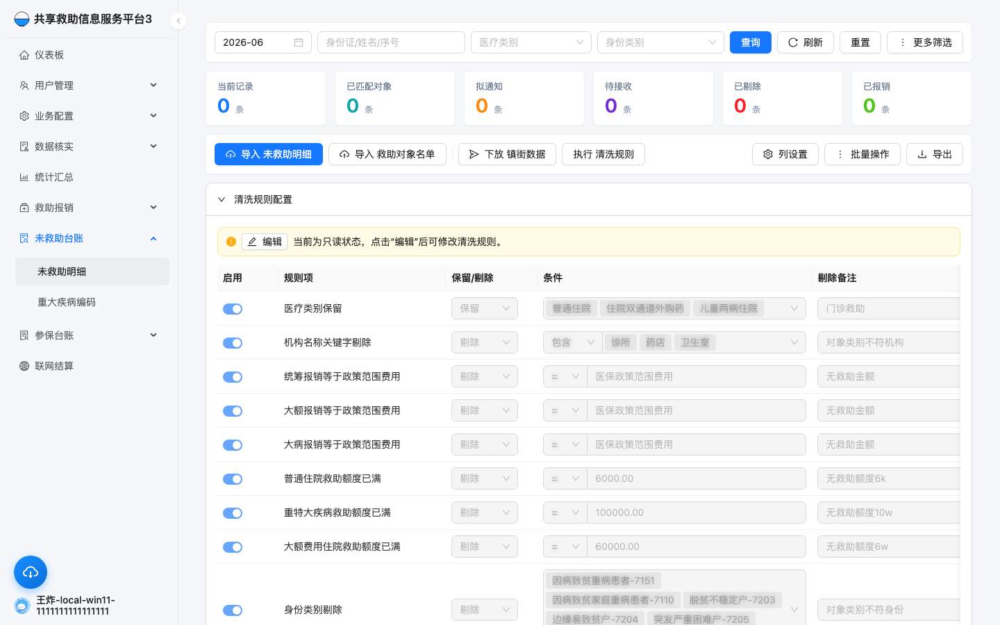 共享救助信息服务平台3
仪表板
用户管理
业务配置
数据核实
统计汇总
救助报销
未救助台账
未救助明细
重大疾病编码
参保台账
联网结算
王炸-local-win11-
1111111111111111
2026-06 身份证/姓名/序号 医疗类别 身份类别 查询 刷新 重置 更多筛选
当前记录 已匹配对象 拟通知 待接收 已剔除 已报销
0 条 0 条 0 条 0 条 0 条 0 条
导入 未救助明细 导入 救助对象名单 下放 镇街数据 执行 清洗规则 列设置 批量操作 导出
清洗规则配置
编辑 当前为只读状态，点击“编辑”后可修改清洗规则。
启用 规则项 保留/剔除 条件 剔除备注
医疗类别保留 保留 普通住院 住院双通道外购药 儿童两病住院 门诊救助
机构名称关键字剔除 剔除 包含 诊所 药店 卫生室 对象类别不符机构
统筹报销等于政策范围费用 剔除 = 医保政策范围费用 无救助金额
大额报销等于政策范围费用 剔除 = 医保政策范围费用 无救助金额
大病报销等于政策范围费用 剔除 = 医保政策范围费用 无救助金额
普通住院救助额度已满 剔除 = 6000.00 无救助额度6k
重特大疾病救助额度已满 剔除 = 100000.00 无救助额度10w
大额费用住院救助额度已满 剔除 = 60000.00 无救助额度6w
因病致贫重病患者-7151
因病致贫家庭重病患者-7110 脱贫不稳定户-7203
身份类别剔除 剔除 对象类别不符身份
边缘易致贫户-7204 突发严重困难户-7205